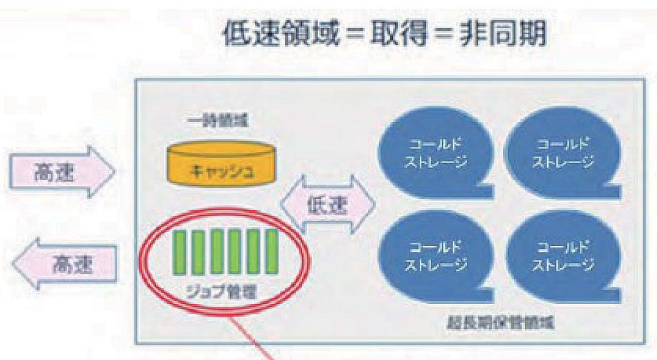 低速領域＝取得＝非同期
一時領域
キャッシュ
高速
低速
高速
ジョブ管理
コールド
ストレージ
コールド
ストレージ
コールド
ストレージ
コールド
ストレージ
超長期保管領域